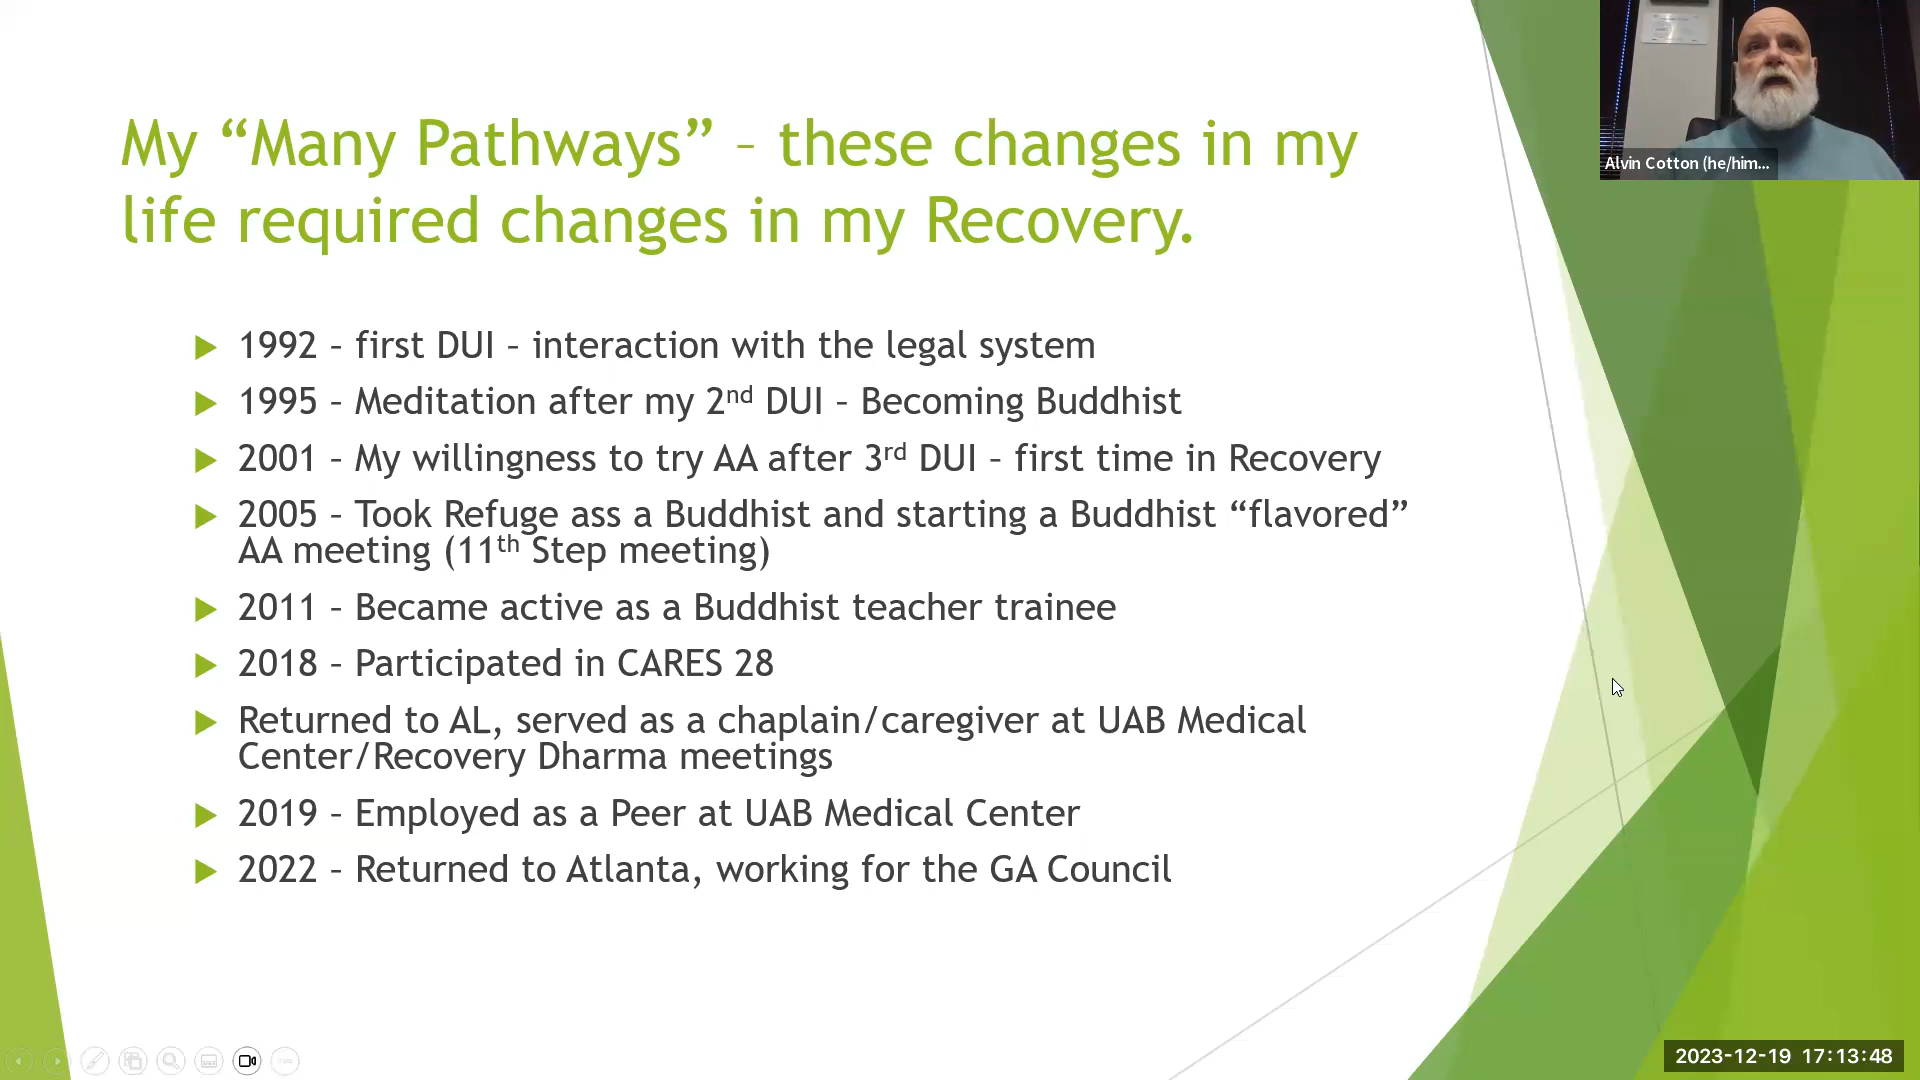 My “Many Pathways” – these changes in my
life required changes in my Recovery.
1992 – first DUI – interaction with the legal system
1995 – Meditation after my 2nd DUI – Becoming Buddhist
2001 – My willingness to try AA after 3rd DUI – first time in Recovery
2005 – Took Refuge ass a Buddhist and starting a Buddhist “flavored”
AA meeting (11th Step meeting)
2011 – Became active as a Buddhist teacher trainee
2018 – Participated in CARES 28
Returned to AL, served as a chaplain/caregiver at UAB Medical
Center/Recovery Dharma meetings
2019 – Employed as a Peer at UAB Medical Center
2022 – Returned to Atlanta, working for the GA Council
Alvin Cotton (he/him...
2023-12-19 17:13:48